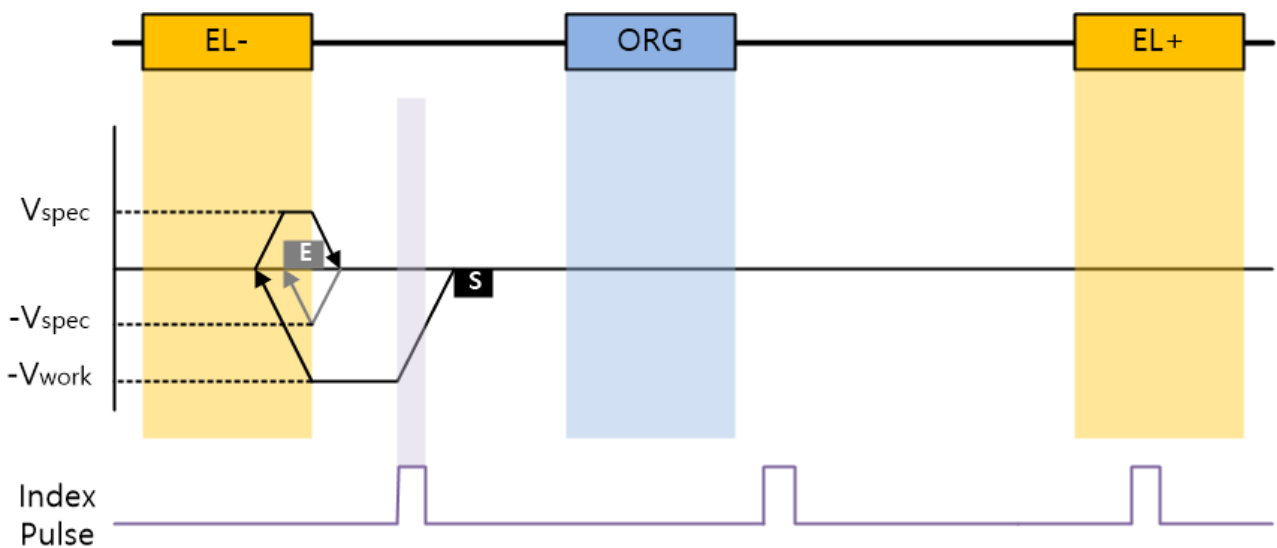 EL-
ORG
EL+
Vspec
E
S
-Vspec
-Vwork
Index
Pulse